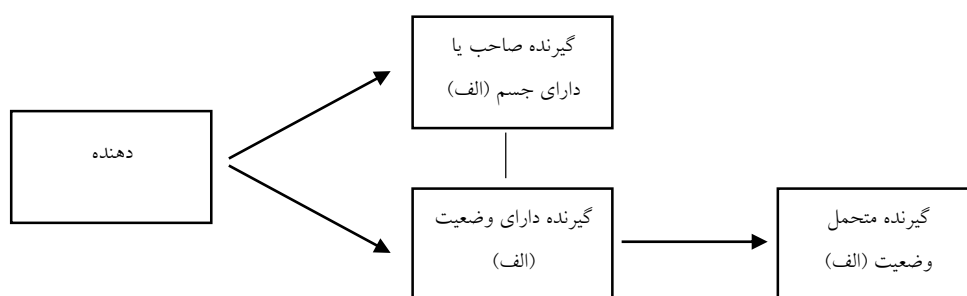 گیرنده صاحب یا
دارای جسم (الف)
دهنده
گیرنده دارای وضعیت
(الف)
گیرنده متحمل
وضعیت (الف)